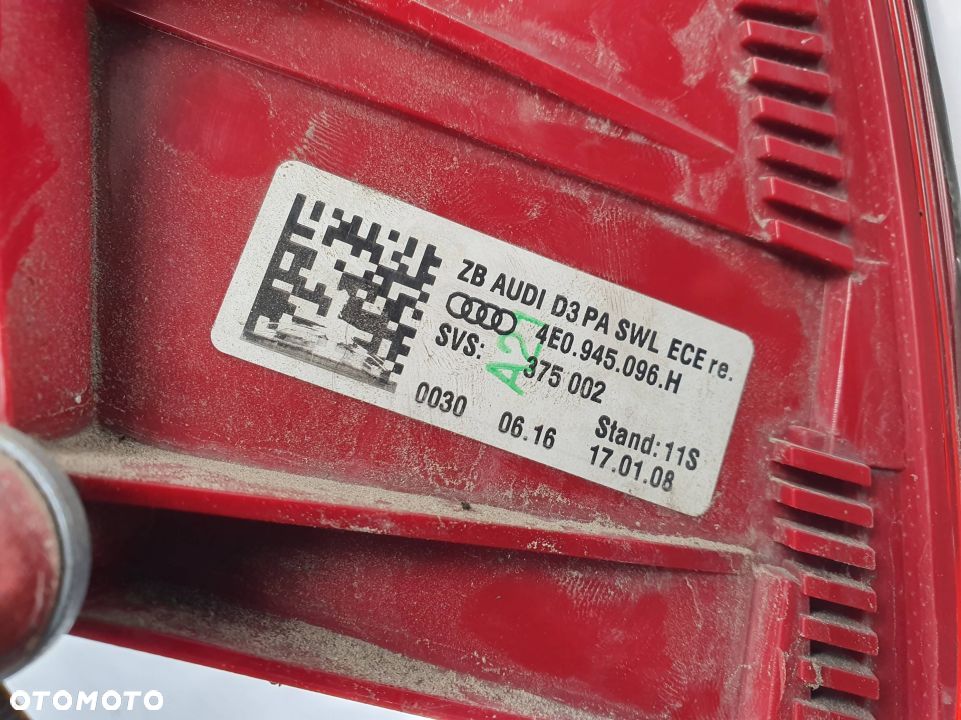 ZB AUDI D3 PA SWL ECE re.
4E0.945.096.H
SVS: 375 002
A21
Stand: 11S
0030 06.16 17.01.08
OTOMOTO